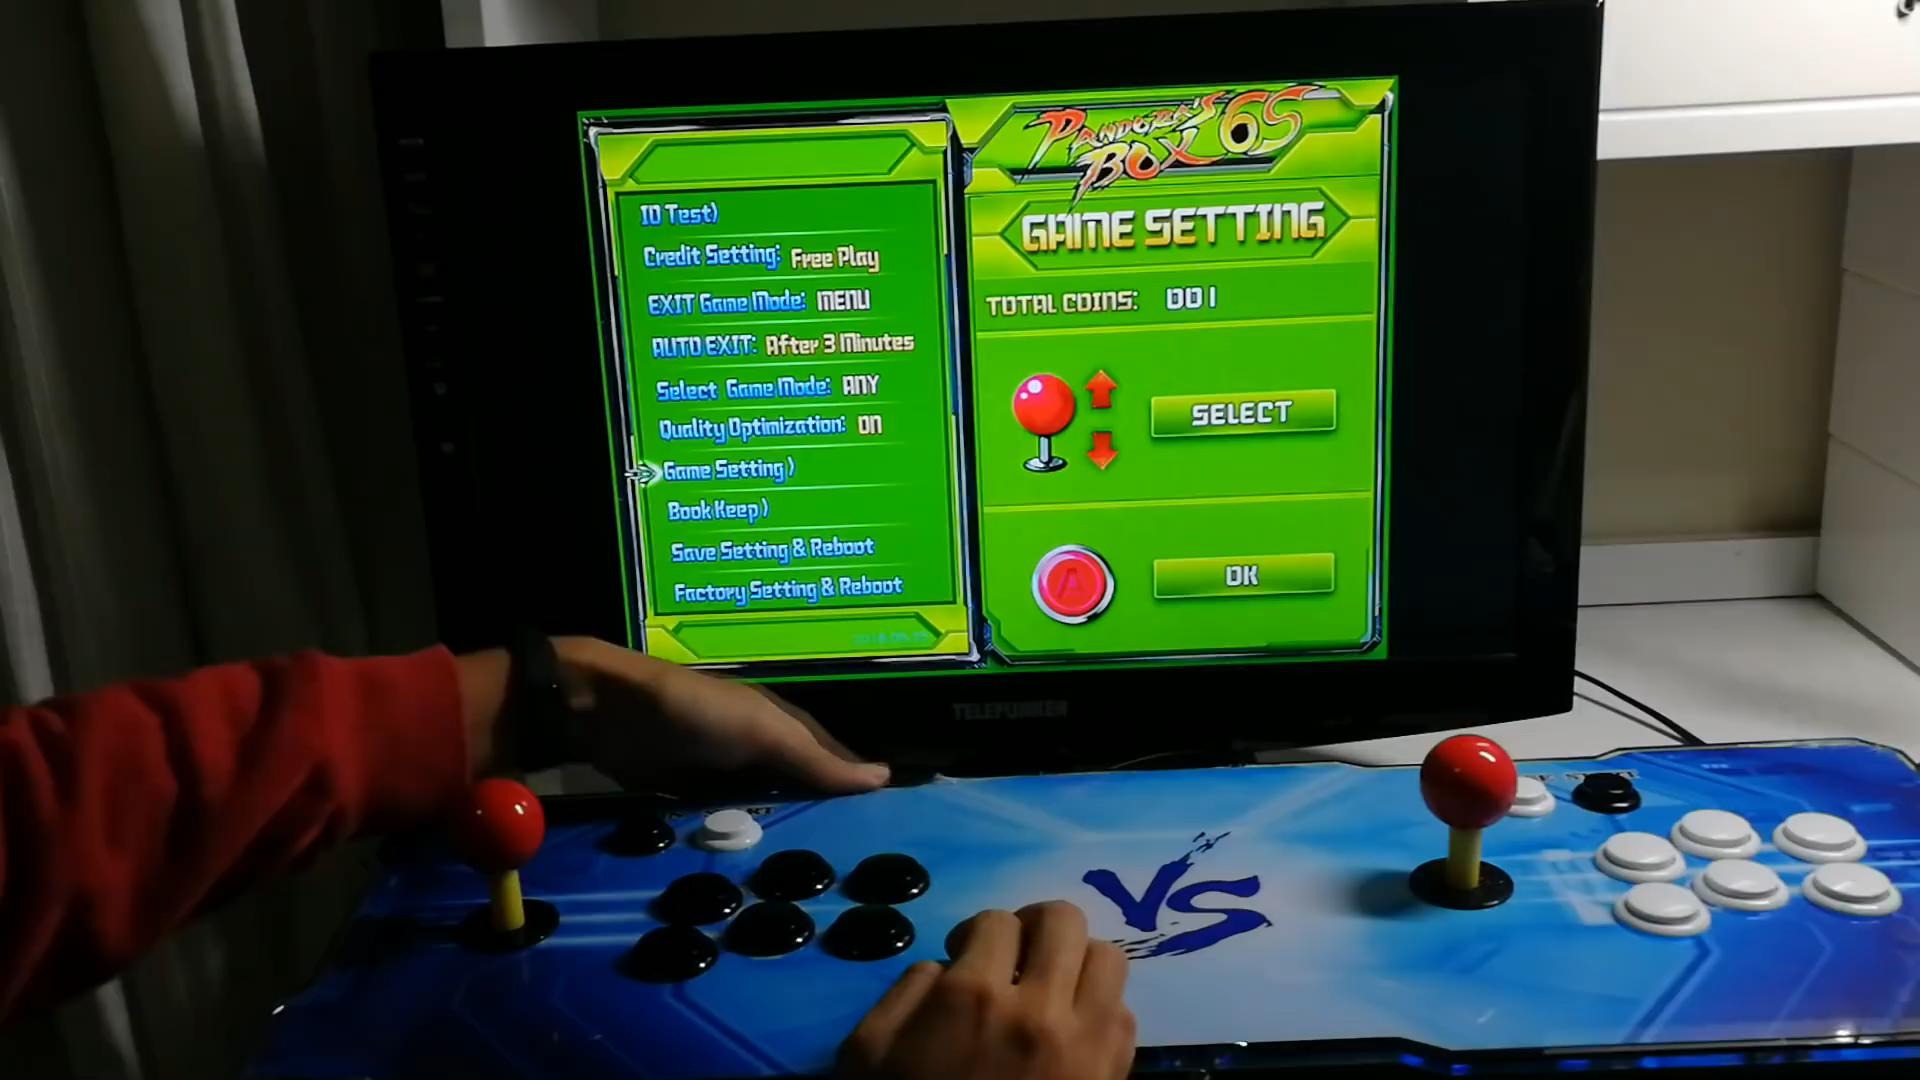 IO Test)
Credit Setting: Free Play
EXIT Game Mode: MENU
AUTO EXIT: After 3 Minutes
Select Game Mode: ANY
Quality Optimization: ON
Game Setting)
Book Keep)
Save Setting & Reboot
Factory Setting & Reboot
PANDORA'S BOX 6S
GAME SETTING
TOTAL COINS: 001
SELECT
A
OK
TELEFUNKEN
VS